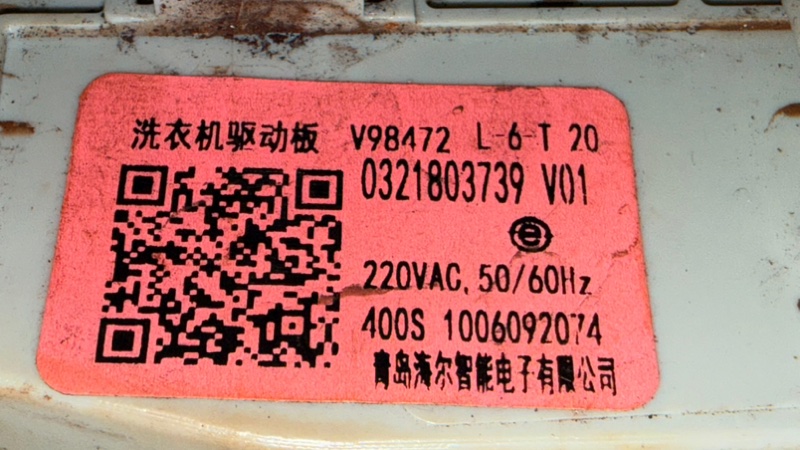 洗衣机驱动板 V98472 L-6-T 20
0321803739 V01
220VAC, 50/60Hz
400S 1006092074
青岛海尔智能电子有限公司